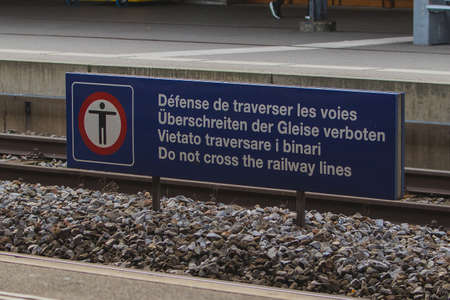 Défense de traverser les voies
Überschreiten der Gleise verboten
Vietato traversare i binari
Do not cross the railway lines